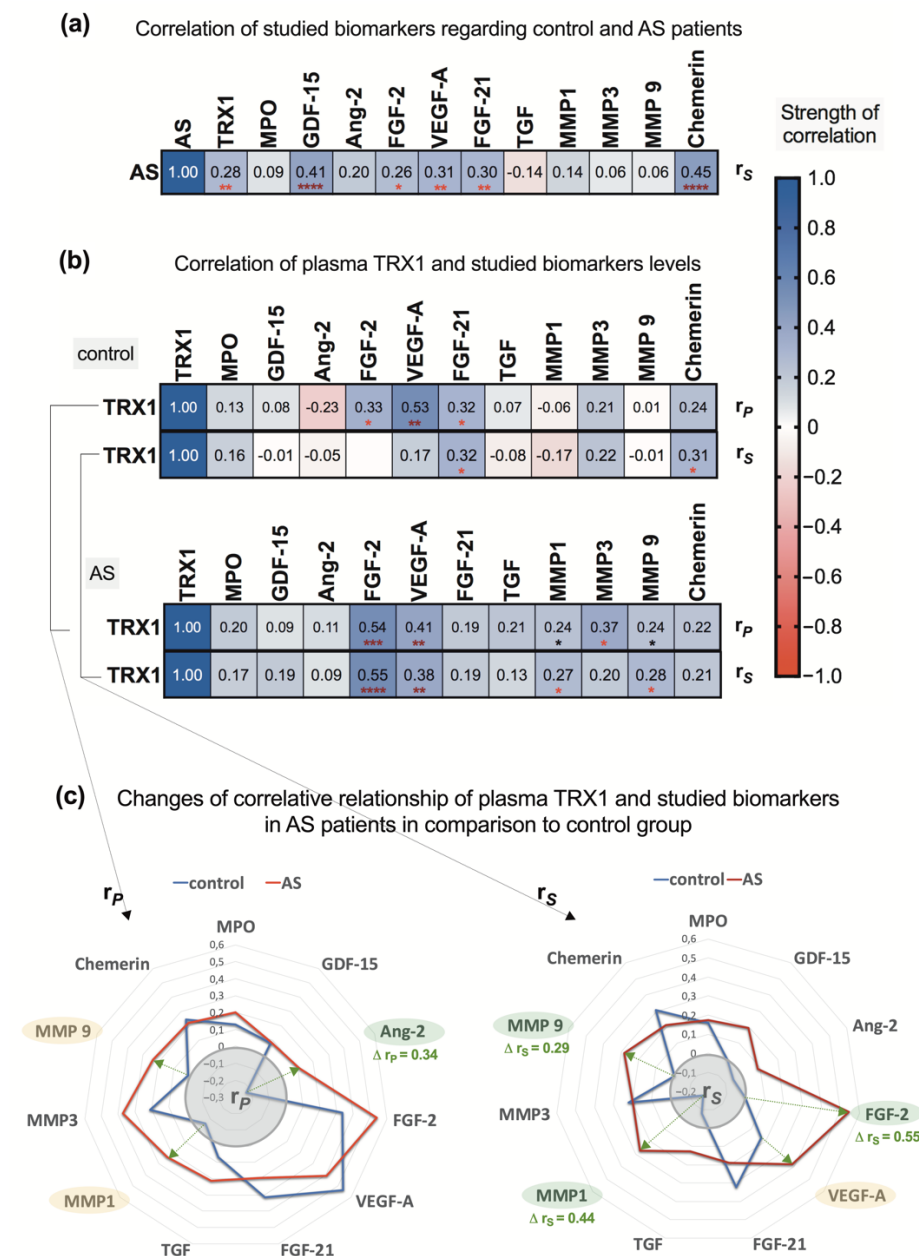 (a) Correlation of studied biomarkers regarding control and AS patients
AS TRX1 MPO GDF-15 Ang-2 FGF-2 VEGF-A FGF-21 TGF MMP1 MMP3 MMP 9 Chemerin
AS 1.00 0.28 0.09 0.41 0.20 0.26 0.31 0.30 -0.14 0.14 0.06 0.06 0.45 rS
** **** * ** ** ****
Strength of
correlation
1.0
0.8
0.6
0.4
0.2
0
-0.2
-0.4
-0.6
-0.8
-1.0
(b) Correlation of plasma TRX1 and studied biomarkers levels
control
TRX1 MPO GDF-15 Ang-2 FGF-2 VEGF-A FGF-21 TGF MMP1 MMP3 MMP 9 Chemerin
TRX1 1.00 0.13 0.08 -0.23 0.33 0.53 0.32 0.07 -0.06 0.21 0.01 0.24 rP
* ** *
TRX1 1.00 0.16 -0.01 -0.05 0.17 0.32 -0.08 -0.17 0.22 -0.01 0.31 rS
* *
AS
TRX1 MPO GDF-15 Ang-2 FGF-2 VEGF-A FGF-21 TGF MMP1 MMP3 MMP 9 Chemerin
TRX1 1.00 0.20 0.09 0.11 0.54 0.41 0.19 0.21 0.24 0.37 0.24 0.22 rP
*** ** * * *
TRX1 1.00 0.17 0.19 0.09 0.55 0.38 0.19 0.13 0.27 0.20 0.28 0.21 rS
**** ** * *
(c) Changes of correlative relationship of plasma TRX1 and studied biomarkers
in AS patients in comparison to control group
rP
control AS
MPO
GDF-15
Ang-2
Δ rP = 0.34
FGF-2
VEGF-A
FGF-21
TGF
MMP1
MMP3
MMP 9
Chemerin
0,6
0,5
0,4
0,3
0,2
0,1
0
−0,1
−0,2
−0,3
rP
rS
control AS
MPO
GDF-15
Ang-2
FGF-2
Δ rS = 0.55
VEGF-A
FGF-21
TGF
MMP1
Δ rS = 0.44
MMP3
MMP 9
Δ rS = 0.29
Chemerin
0,6
0,5
0,4
0,3
0,2
0,1
0
−0,1
−0,2
rS